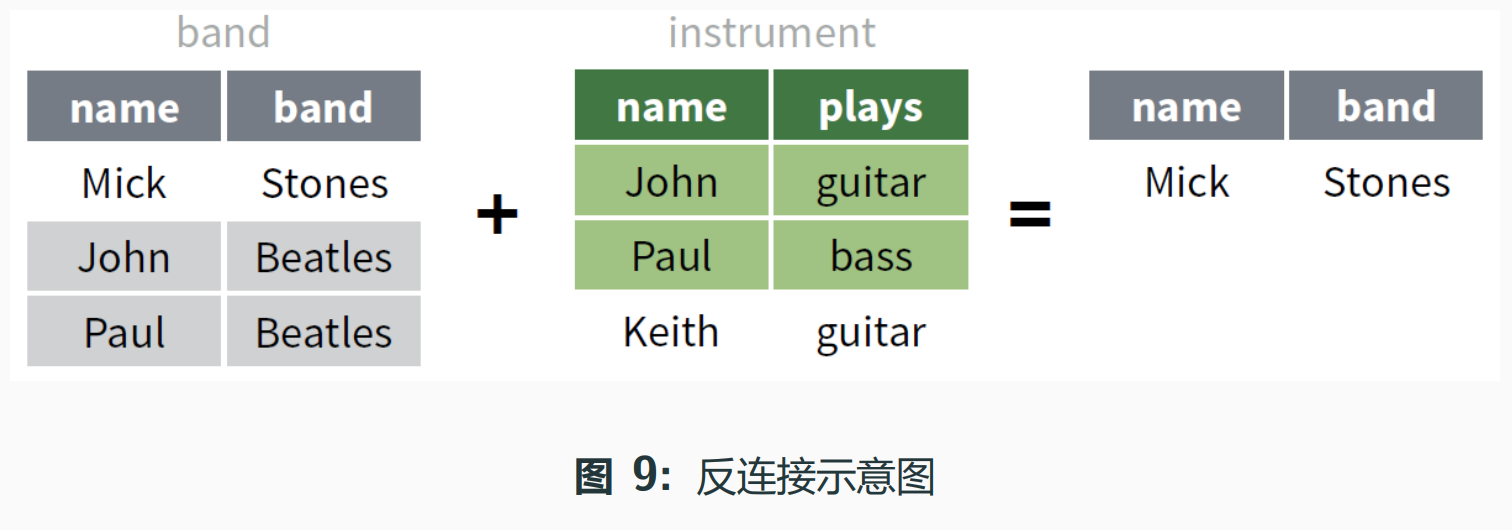 band instrument
name band name plays name band
Mick Stones John guitar Mick Stones
+ =
John Beatles Paul bass
Paul Beatles Keith guitar
图 9: 反连接示意图